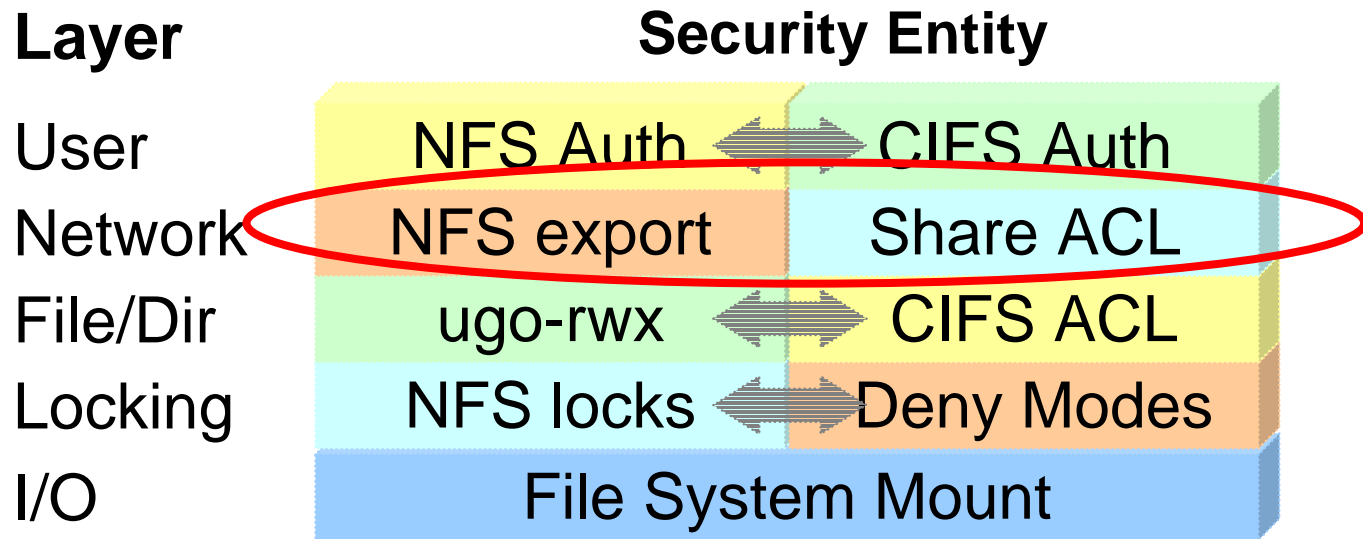 Layer Security Entity
User NFS Auth CIFS Auth
Network NFS export Share ACL
File/Dir ugo-rwx CIFS ACL
Locking NFS locks Deny Modes
I/O File System Mount